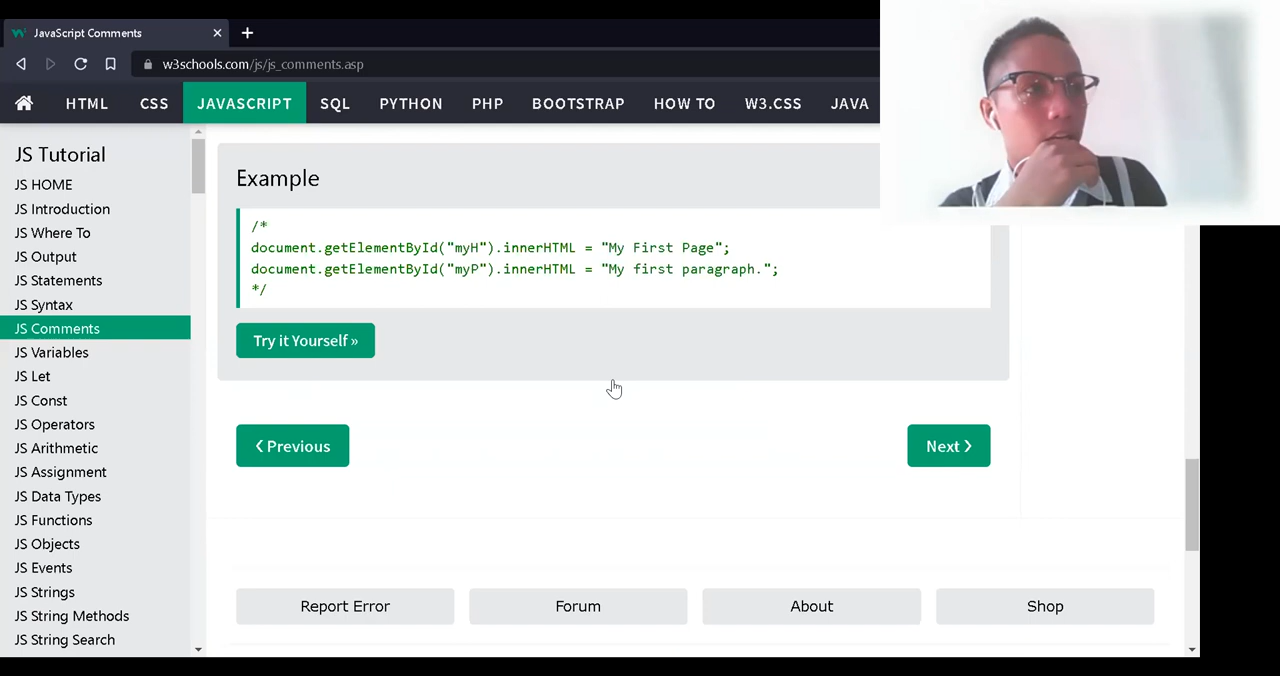 JavaScript Comments
w3schools.com/js/js_comments.asp
HTML CSS JAVASCRIPT SQL PYTHON PHP BOOTSTRAP HOW TO W3.CSS JAVA
JS Tutorial
JS HOME
JS Introduction
JS Where To
JS Output
JS Statements
JS Syntax
JS Comments
JS Variables
JS Let
JS Const
JS Operators
JS Arithmetic
JS Assignment
JS Data Types
JS Functions
JS Objects
JS Events
JS Strings
JS String Methods
JS String Search
Example
/*
document.getElementById("myH").innerHTML = "My First Page";
document.getElementById("myP").innerHTML = "My first paragraph.";
*/
Try it Yourself »
❮ Previous
Next ❯
Report Error
Forum
About
Shop